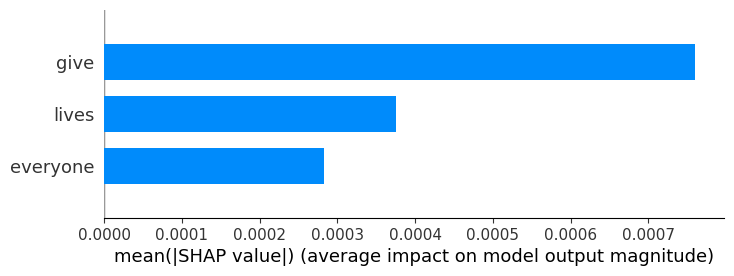 give
lives
everyone
0.0000 0.0001 0.0002 0.0003 0.0004 0.0005 0.0006 0.0007
mean(|SHAP value|) (average impact on model output magnitude)